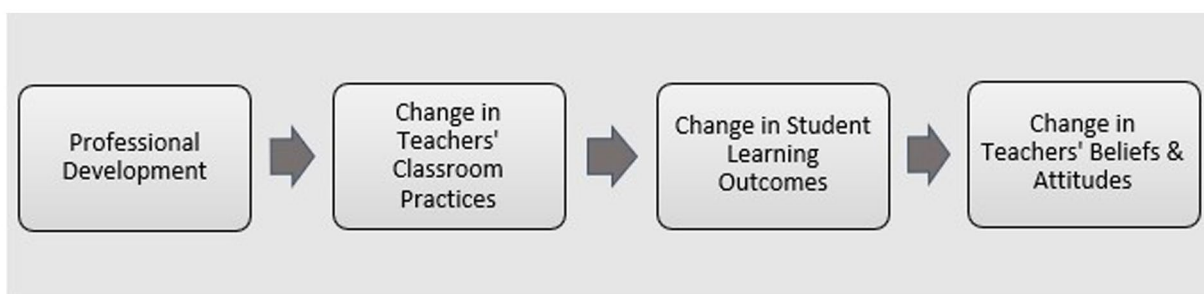 Professional
Development
Change in
Teachers'
Classroom
Practices
Change in Student
Learning
Outcomes
Change in
Teachers' Beliefs &
Attitudes